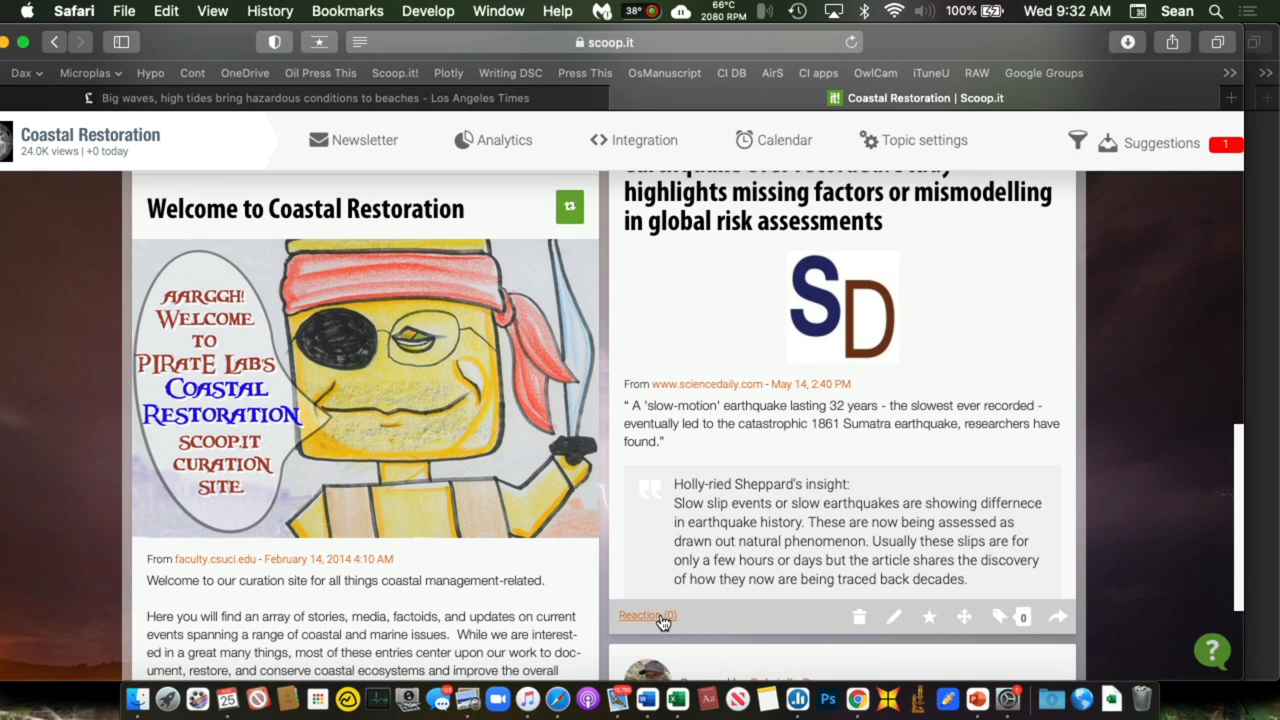 Safari File Edit View History Bookmarks Develop Window Help 38° 66°C 2080 RPM 100% Wed 9:32 AM Sean
scoop.it
Dax Microplas Hypo Cont OneDrive Oil Press This Scoop.it! Plotly Writing DSC Press This OsManuscript CI DB AirS CI apps OwlCam iTuneU RAW Google Groups >> >>
Big waves, high tides bring hazardous conditions to beaches - Los Angeles Times it! Coastal Restoration | Scoop.it
Coastal Restoration
24.0K views | +0 today
Newsletter Analytics Integration Calendar Topic settings Suggestions 1
Welcome to Coastal Restoration
AARGGH!
WELCOME
TO
PIRATE LAB'S
COASTAL
RESTORATION
SCOOP.IT
CURATION
SITE.
From faculty.csuci.edu - February 14, 2014 4:10 AM
Welcome to our curation site for all things coastal management-related.
Here you will find an array of stories, media, factoids, and updates on current
events spanning a range of coastal and marine issues. While we are interest-
ed in a great many things, most of these entries center upon our work to doc-
ument, restore, and conserve coastal ecosystems and improve the overall
highlights missing factors or mismodelling
in global risk assessments
SD
From www.sciencedaily.com - May 14, 2:40 PM
“ A 'slow-motion' earthquake lasting 32 years - the slowest ever recorded -
eventually led to the catastrophic 1861 Sumatra earthquake, researchers have
found.”
Holly-ried Sheppard's insight:
Slow slip events or slow earthquakes are showing differnece
in earthquake history. These are now being assessed as
drawn out natural phenomenon. Usually these slips are for
only a few hours or days but the article shares the discovery
of how they now are being traced back decades.
Reaction (0)
0
?
25